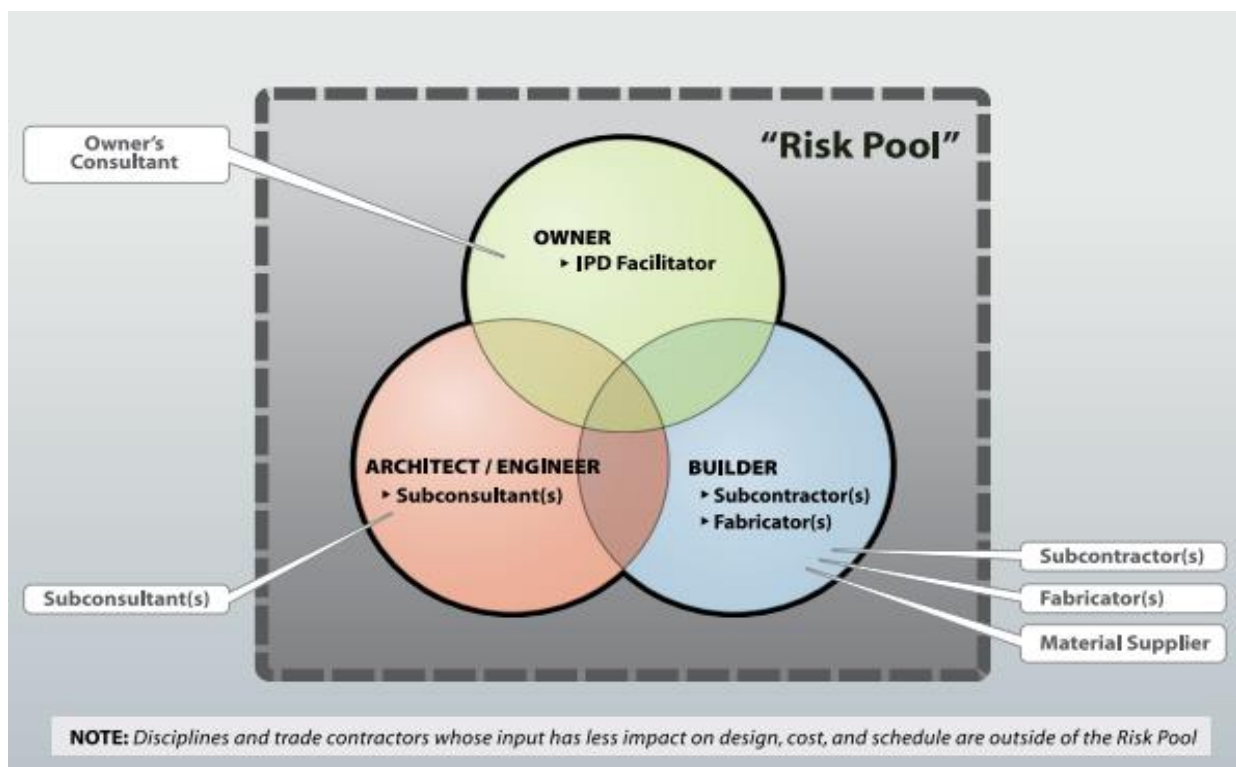 Owner's
Consultant
"Risk Pool"
OWNER
‣ IPD Facilitator
ARCHITECT / ENGINEER
‣ Subconsultant(s)
BUILDER
‣ Subcontractor(s)
‣ Fabricator(s)
Subconsultant(s)
Subcontractor(s)
Fabricator(s)
Material Supplier
NOTE: Disciplines and trade contractors whose input has less impact on design, cost, and schedule are outside of the Risk Pool